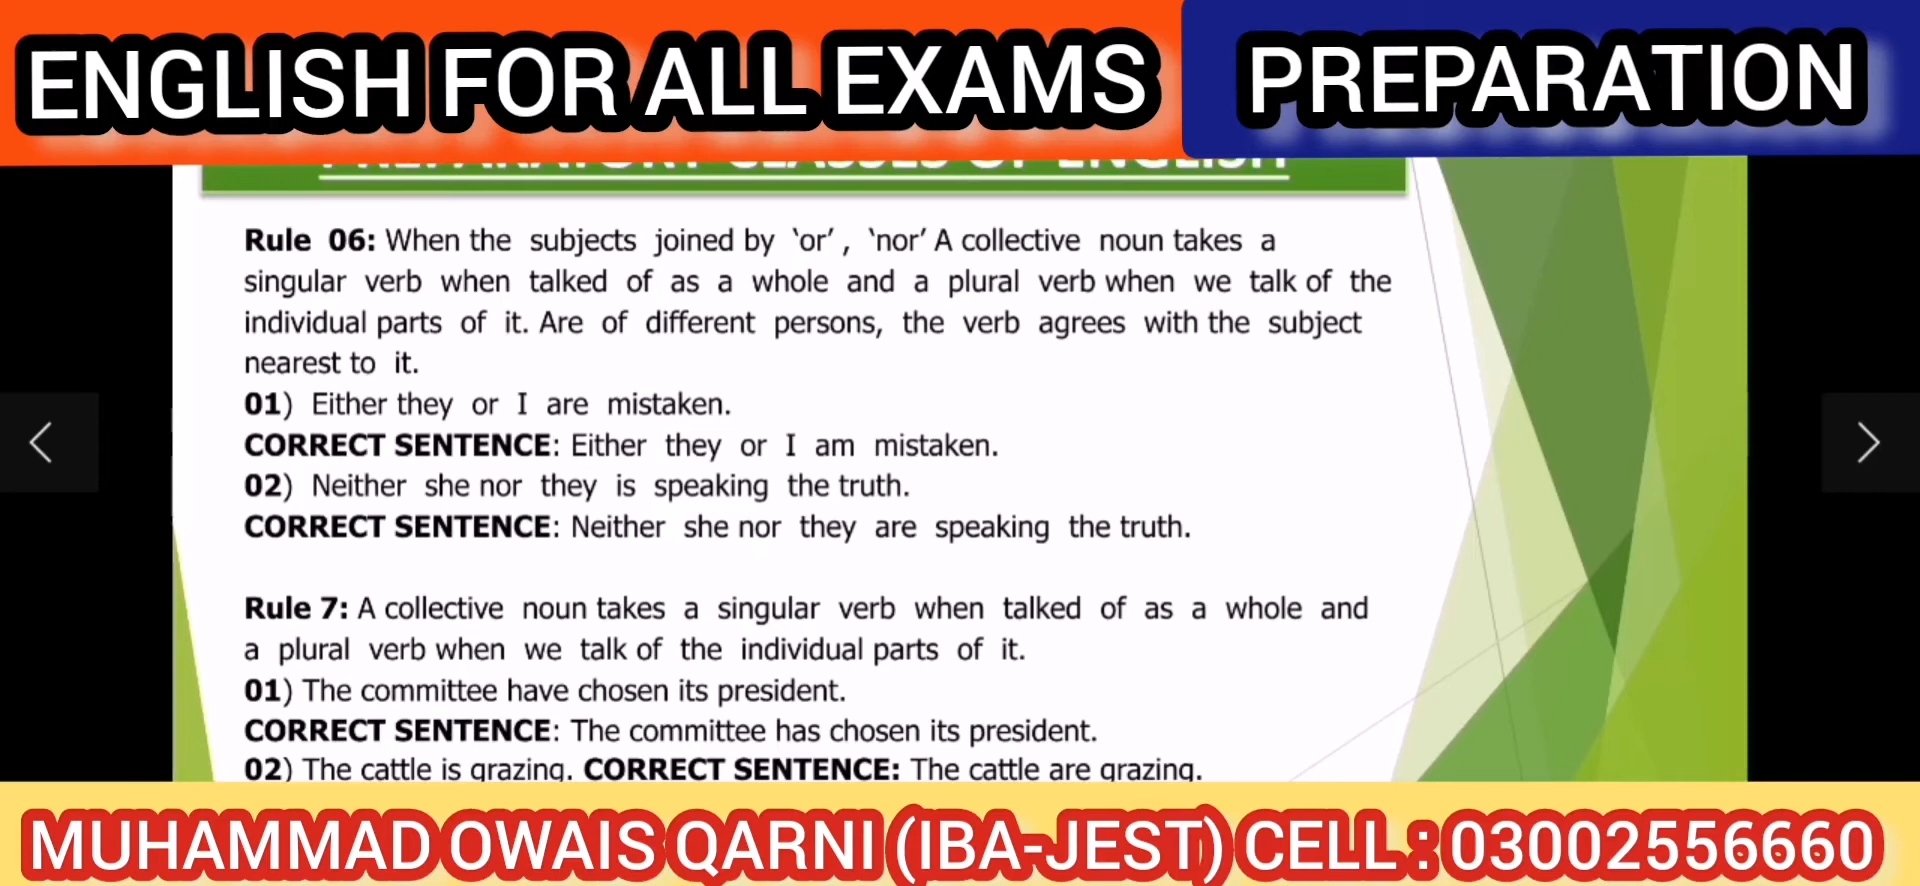 ENGLISH FOR ALL EXAMS PREPARATION
PREPARATORY CLASSES OF ENGLISH
Rule 06: When the subjects joined by ‘or’, ‘nor’ A collective noun takes a
singular verb when talked of as a whole and a plural verb when we talk of the
individual parts of it. Are of different persons, the verb agrees with the subject
nearest to it.
01) Either they or I are mistaken.
CORRECT SENTENCE: Either they or I am mistaken.
02) Neither she nor they is speaking the truth.
CORRECT SENTENCE: Neither she nor they are speaking the truth.
Rule 7: A collective noun takes a singular verb when talked of as a whole and
a plural verb when we talk of the individual parts of it.
01) The committee have chosen its president.
CORRECT SENTENCE: The committee has chosen its president.
02) The cattle is grazing. CORRECT SENTENCE: The cattle are grazing.
MUHAMMAD OWAIS QARNI (IBA-JEST) CELL : 03002556660